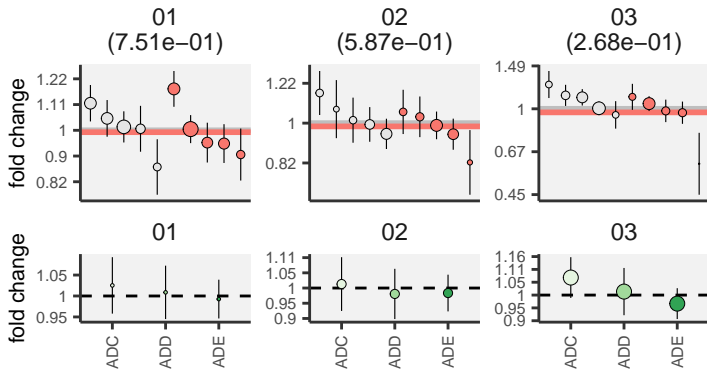 01
(7.51e−01)
02
(5.87e−01)
03
(2.68e−01)
fold change
1.22
1.11
1
0.9
0.82
1.22
1
0.82
1.49
1
0.67
0.45
01
02
03
fold change
1.05
1
0.95
1.11
1.05
1
0.95
0.9
1.16
1.11
1.05
1
0.95
0.9
ADC
ADD
ADE
ADC
ADD
ADE
ADC
ADD
ADE